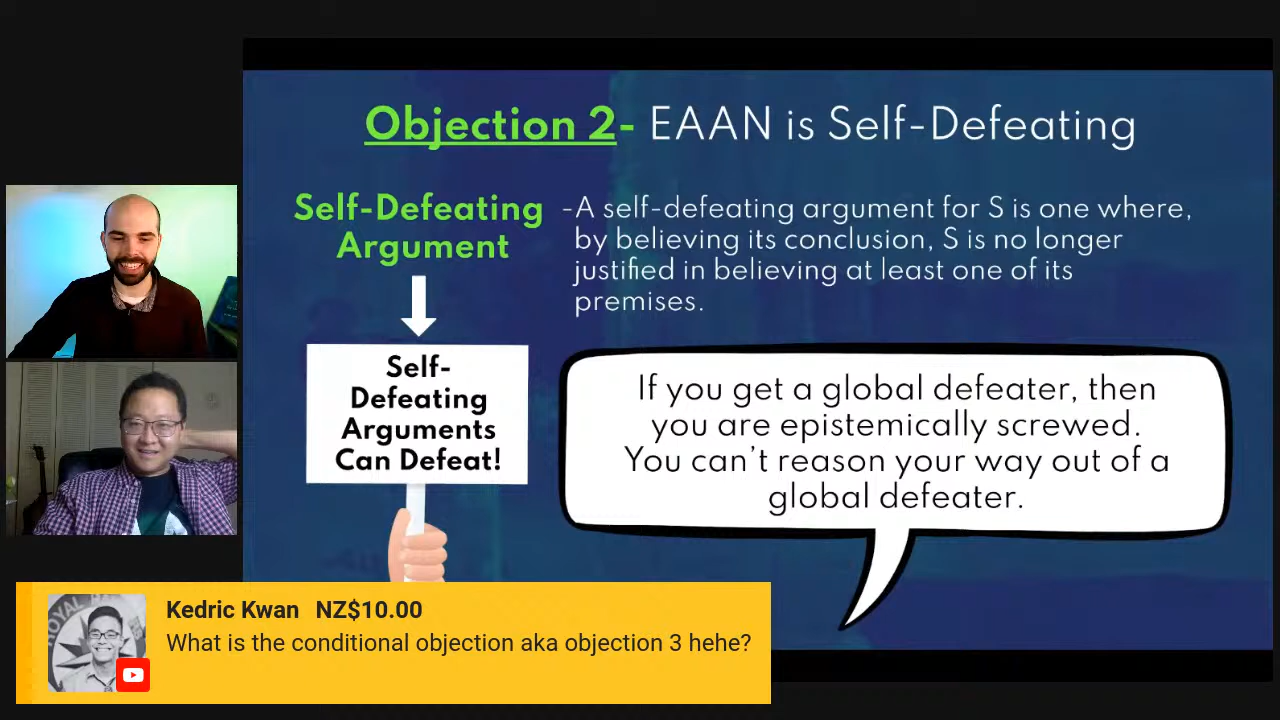 Objection 2- EAAN is Self-Defeating
Self-Defeating
Argument
-A self-defeating argument for S is one where,
by believing its conclusion, S is no longer
justified in believing at least one of its
premises.
Self-
Defeating
Arguments
Can Defeat!
If you get a global defeater, then
you are epistemically screwed.
You can't reason your way out of a
global defeater.
Kedric Kwan NZ$10.00
What is the conditional objection aka objection 3 hehe?